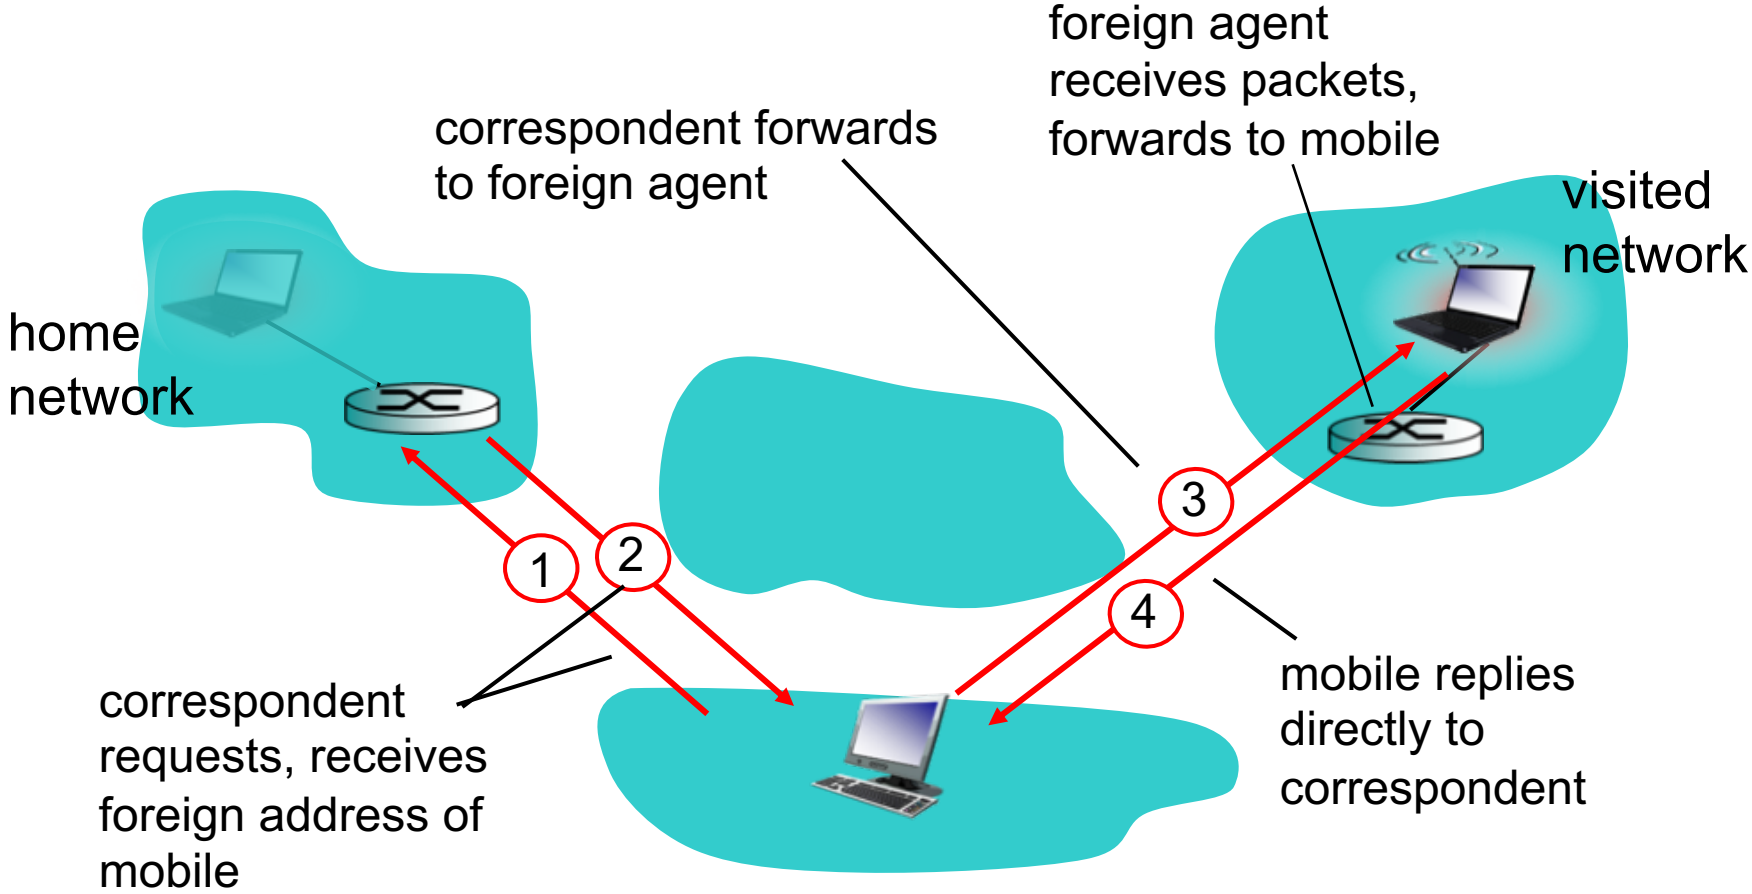 foreign agent
receives packets,
forwards to mobile
correspondent forwards
to foreign agent
visited
network
home
network
3
2
1
4
correspondent
requests, receives
foreign address of
mobile
mobile replies
directly to
correspondent